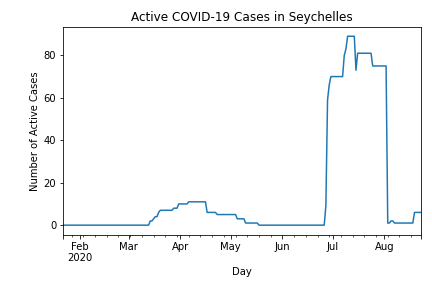 Active COVID-19 Cases in Seychelles
Number of Active Cases
80
60
40
20
0
Feb Mar Apr May Jun Jul Aug
2020
Day